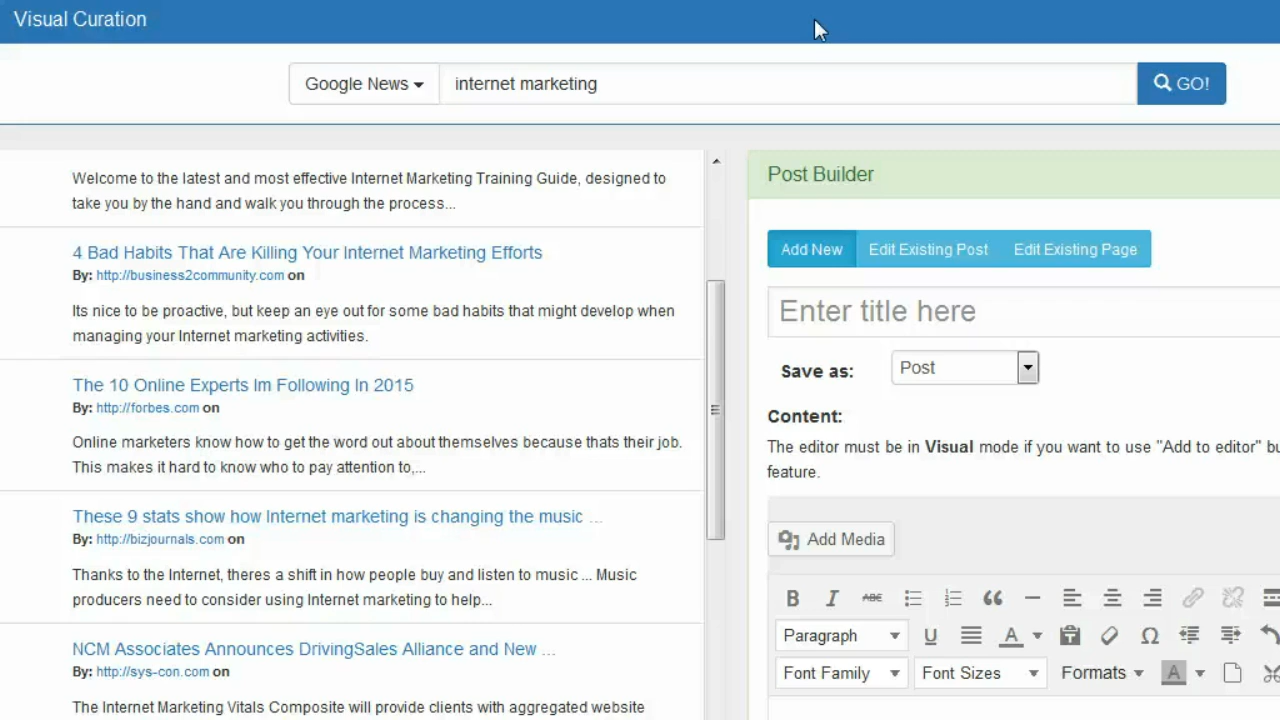 Visual Curation
Google News
internet marketing
GO!
Welcome to the latest and most effective Internet Marketing Training Guide, designed to
take you by the hand and walk you through the process...
4 Bad Habits That Are Killing Your Internet Marketing Efforts
By: http://business2community.com on
Its nice to be proactive, but keep an eye out for some bad habits that might develop when
managing your Internet marketing activities.
The 10 Online Experts Im Following In 2015
By: http://forbes.com on
Online marketers know how to get the word out about themselves because thats their job.
This makes it hard to know who to pay attention to,...
These 9 stats show how Internet marketing is changing the music ...
By: http://bizjournals.com on
Thanks to the Internet, theres a shift in how people buy and listen to music ... Music
producers need to consider using Internet marketing to help...
NCM Associates Announces DrivingSales Alliance and New ...
By: http://sys-con.com on
The Internet Marketing Vitals Composite will provide clients with aggregated website
Post Builder
Add New
Edit Existing Post
Edit Existing Page
Enter title here
Save as:
Post
Content:
The editor must be in Visual mode if you want to use "Add to editor" bu
feature.
Add Media
B I ABC
Paragraph
U A Ω
Font Family
Font Sizes
Formats
A